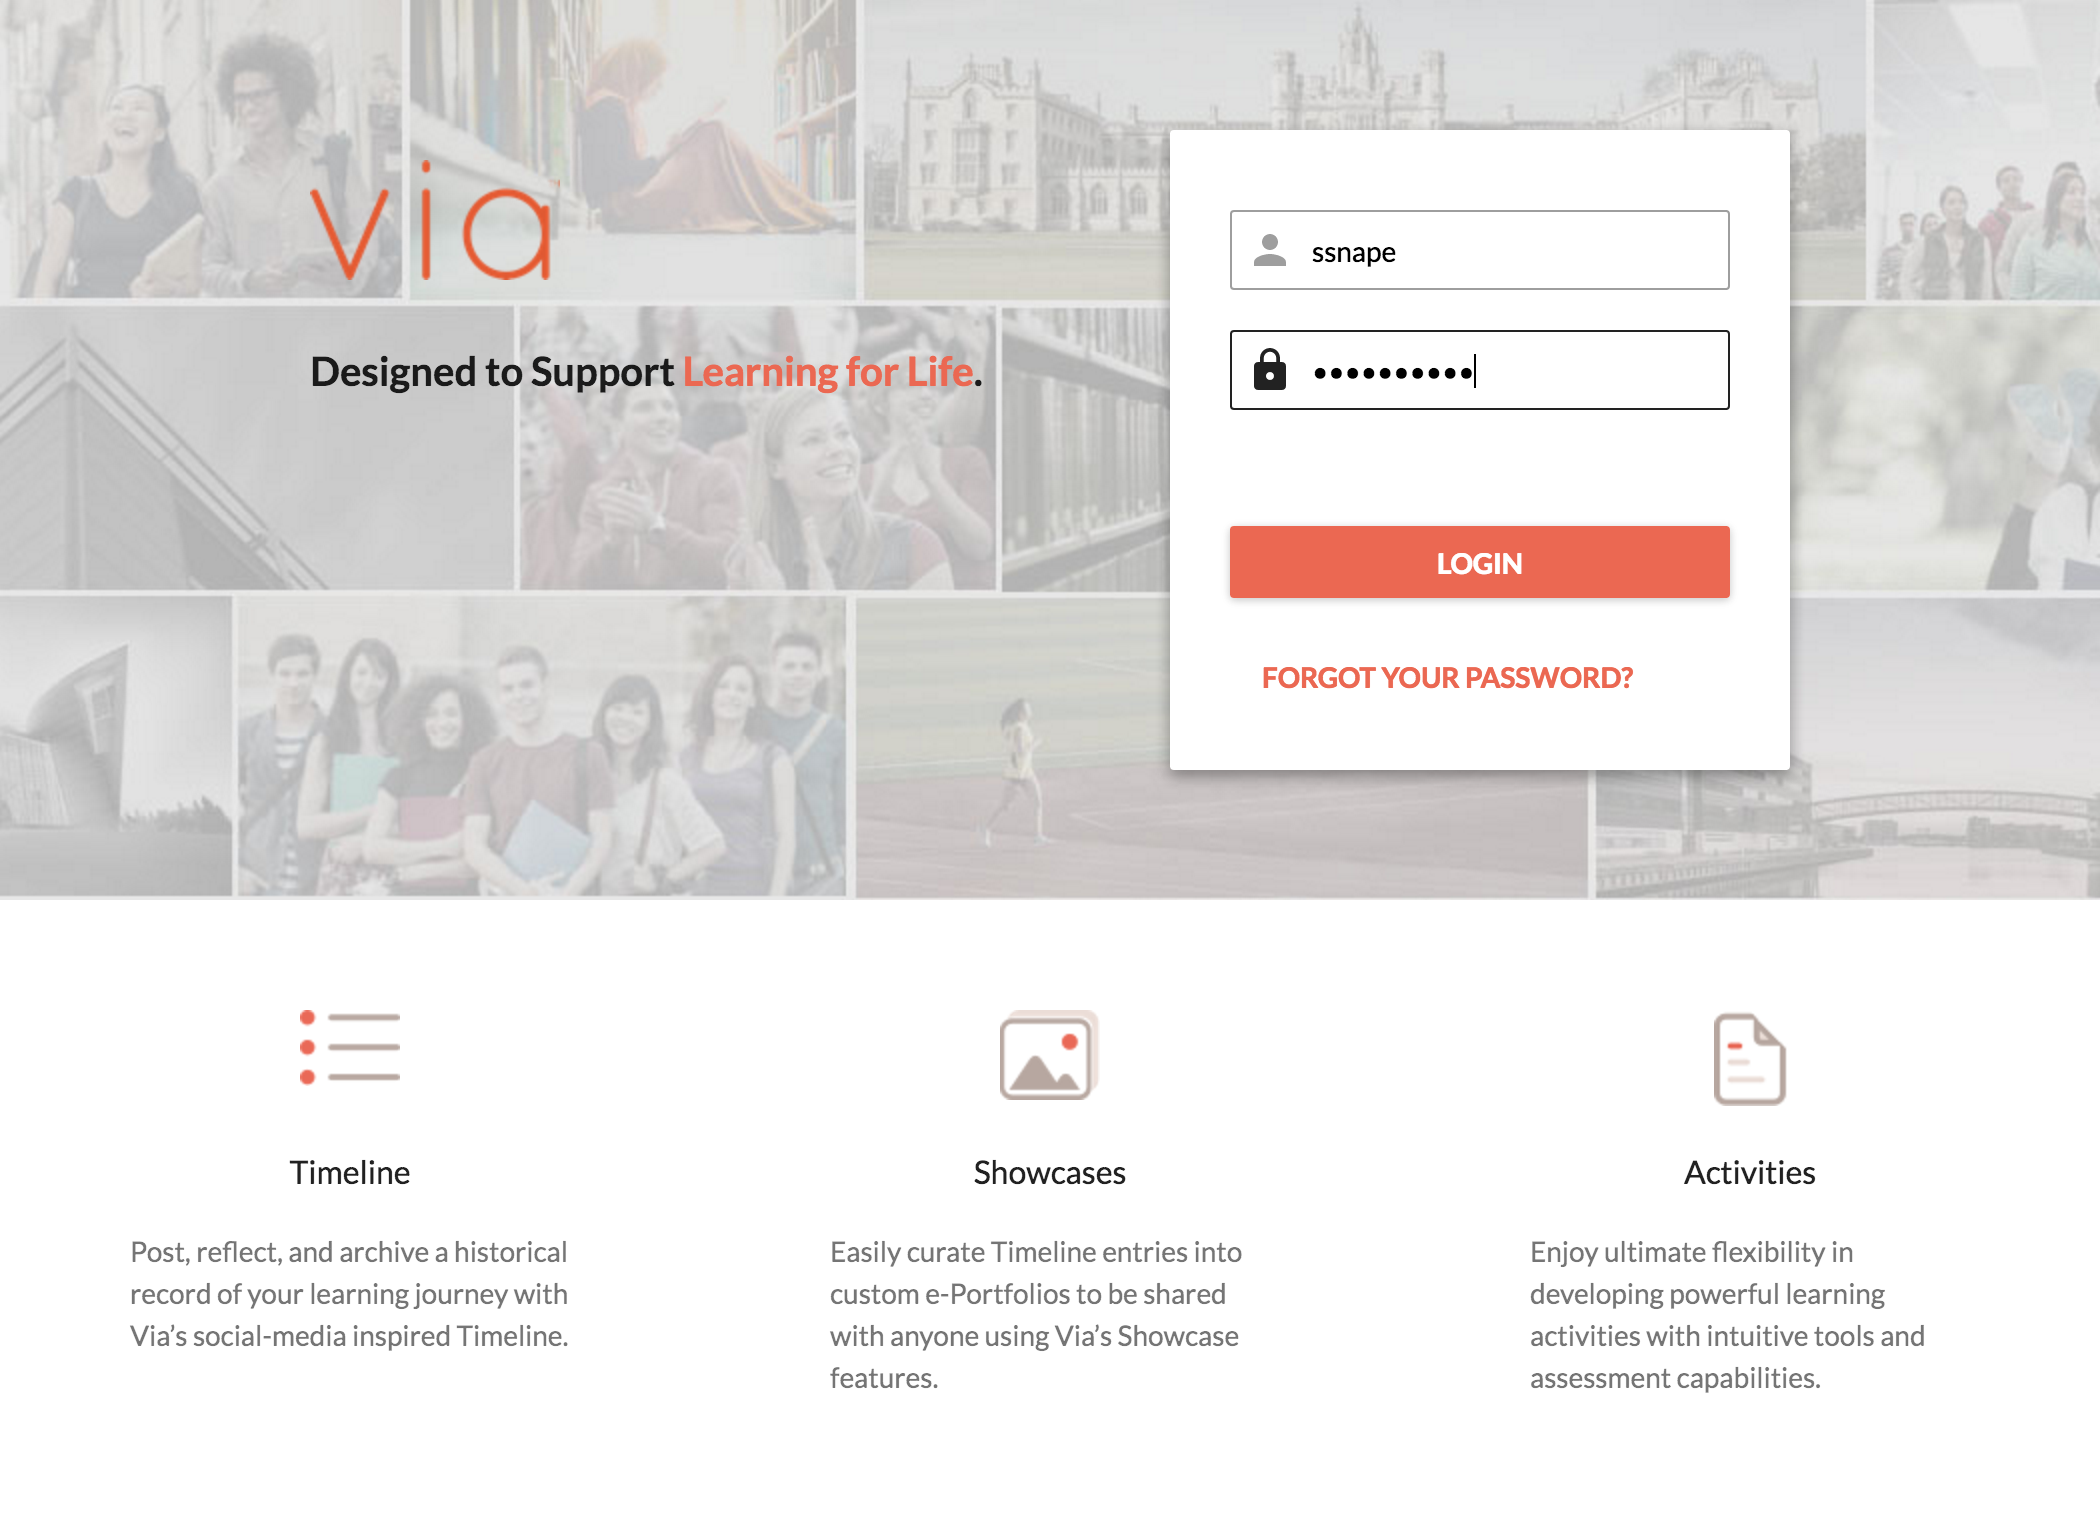 via
Designed to Support Learning for Life.
ssnape
••••••••••
LOGIN
FORGOT YOUR PASSWORD?
Timeline
Post, reflect, and archive a historical
record of your learning journey with
Via’s social-media inspired Timeline.
Showcases
Easily curate Timeline entries into
custom e-Portfolios to be shared
with anyone using Via’s Showcase
features.
Activities
Enjoy ultimate flexibility in
developing powerful learning
activities with intuitive tools and
assessment capabilities.